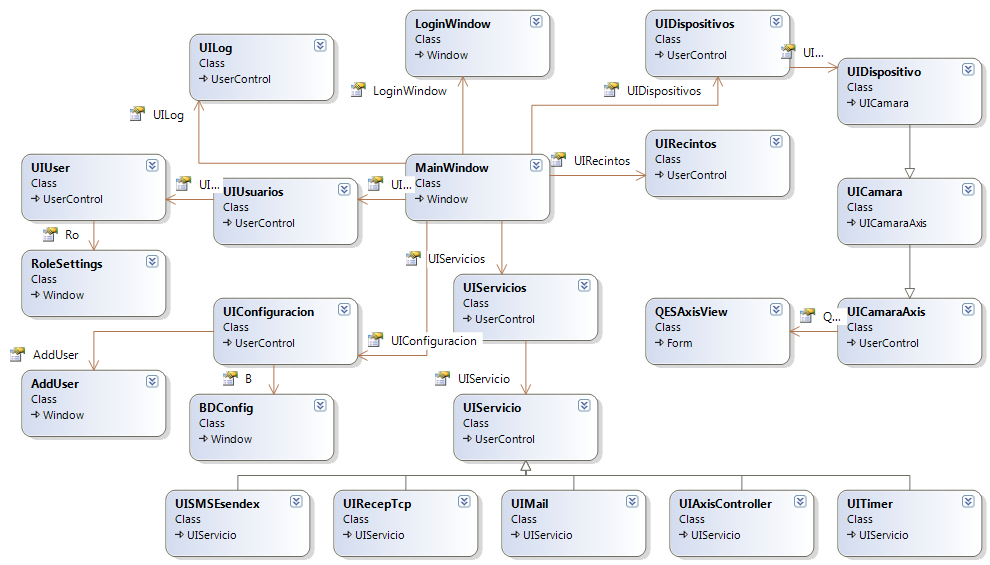 LoginWindow
Class
Window
UIDispositivos
Class
UserControl
UILog
Class
UserControl
UI...
UIDispositivo
Class
UICamara
LoginWindow
UIDispositivos
UILog
UIRecintos
Class
UserControl
UIRecintos
MainWindow
Class
Window
UIUser
Class
UserControl
UI...
UIUsuarios
Class
UserControl
UI...
UICamara
Class
UICamaraAxis
Ro
RoleSettings
Class
Window
UIServicios
UIServicios
Class
UserControl
UIConfiguracion
Class
UserControl
QESAxisView
Class
Form
Q...
UICamaraAxis
Class
UserControl
UIConfiguracion
AddUser
AddUser
Class
Window
B
UIServicio
BDConfig
Class
Window
UIServicio
Class
UserControl
UISMSEsendex
Class
UIServicio
UIRecepTcp
Class
UIServicio
UIMail
Class
UIServicio
UIAxisController
Class
UIServicio
UITimer
Class
UIServicio